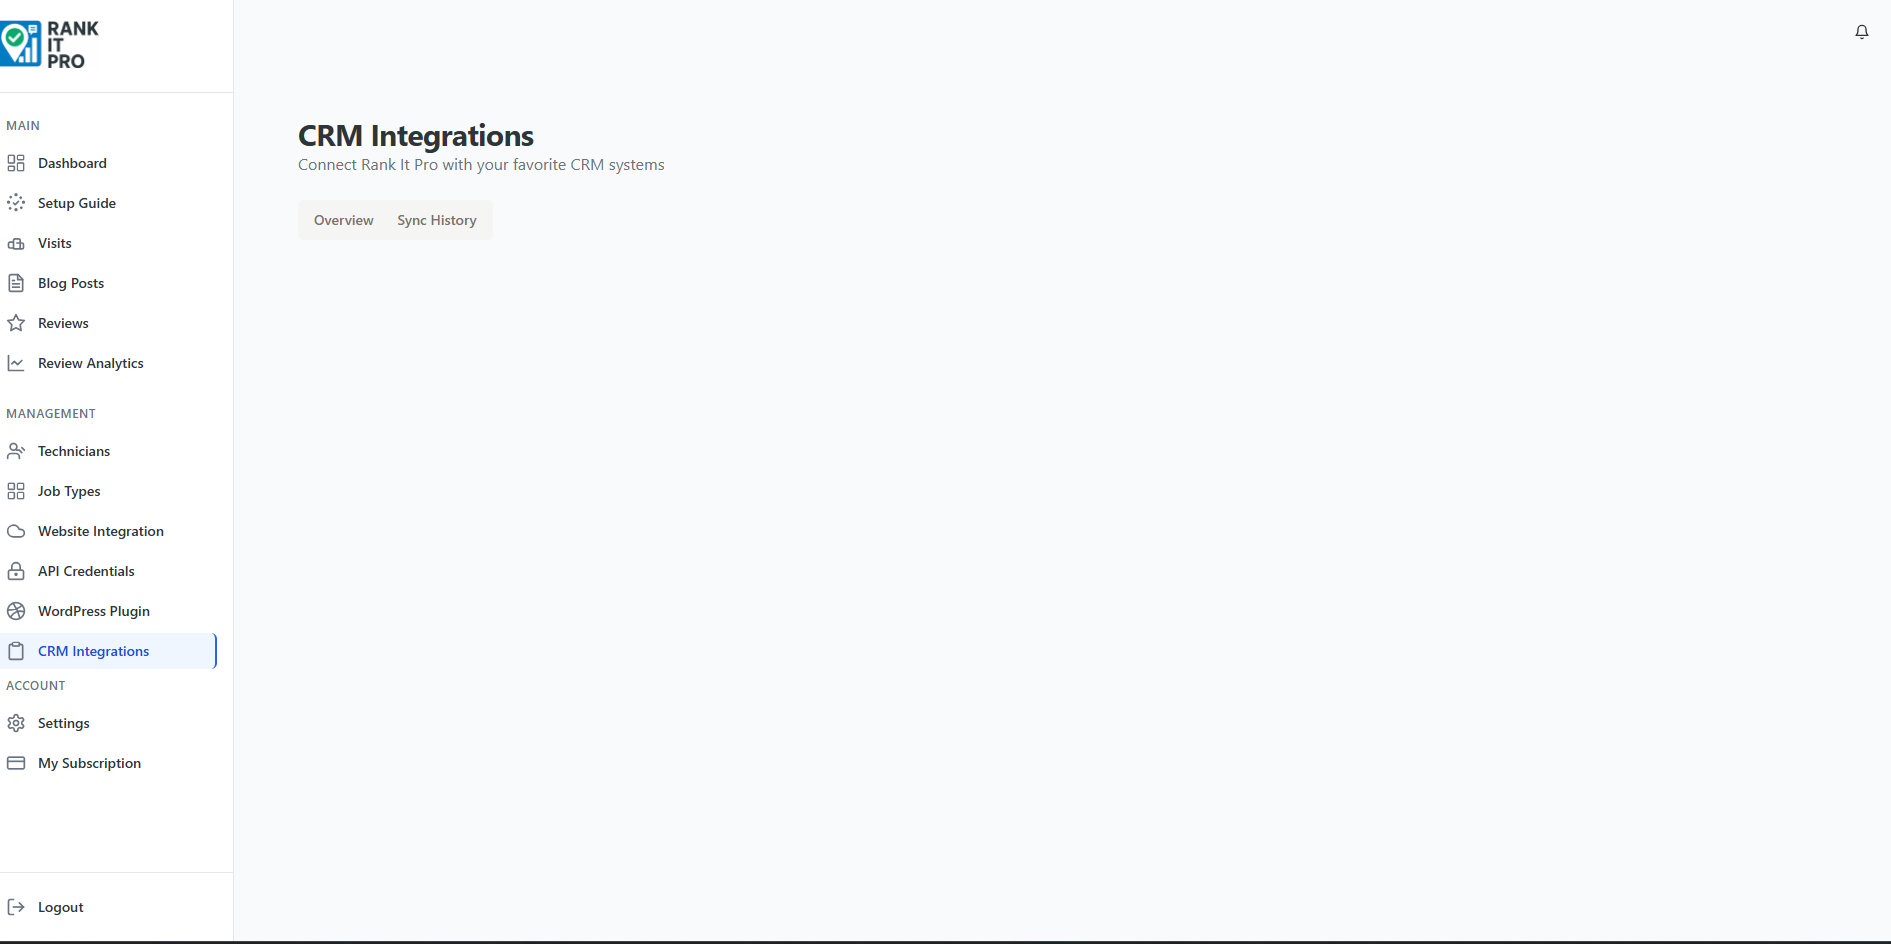 RANK
IT
PRO
MAIN
Dashboard
Setup Guide
Visits
Blog Posts
Reviews
Review Analytics
MANAGEMENT
Technicians
Job Types
Website Integration
API Credentials
WordPress Plugin
CRM Integrations
ACCOUNT
Settings
My Subscription
Logout
CRM Integrations
Connect Rank It Pro with your favorite CRM systems
Overview Sync History